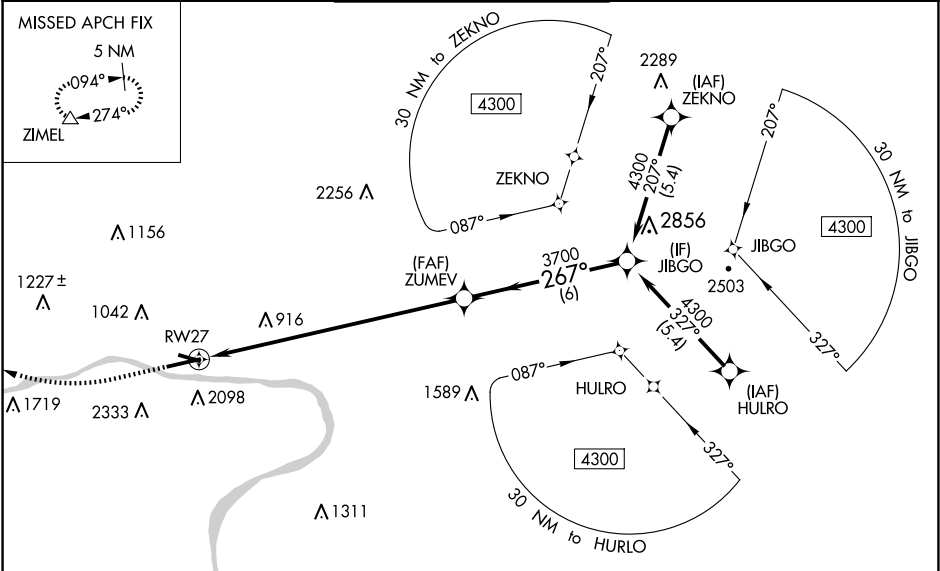 MISSED APCH FIX
5 NM
094°
274°
ZIMEL
30 NM to ZEKNO
4300
207°
ZEKNO
087°
2289
(IAF)
ZEKNO
4300
207°
(5.4)
2256
2856
(IF)
JIBGO
207°
30 NM to JIBGO
4300
JIBGO
2503
327°
1156
1227±
1042
916
RW27
(FAF)
ZUMEV
3700
267°
(6)
4300
327°
(5.4)
(IAF)
HULRO
1719
2333
2098
1589
087°
HULRO
327°
4300
30 NM to HURLO
1311